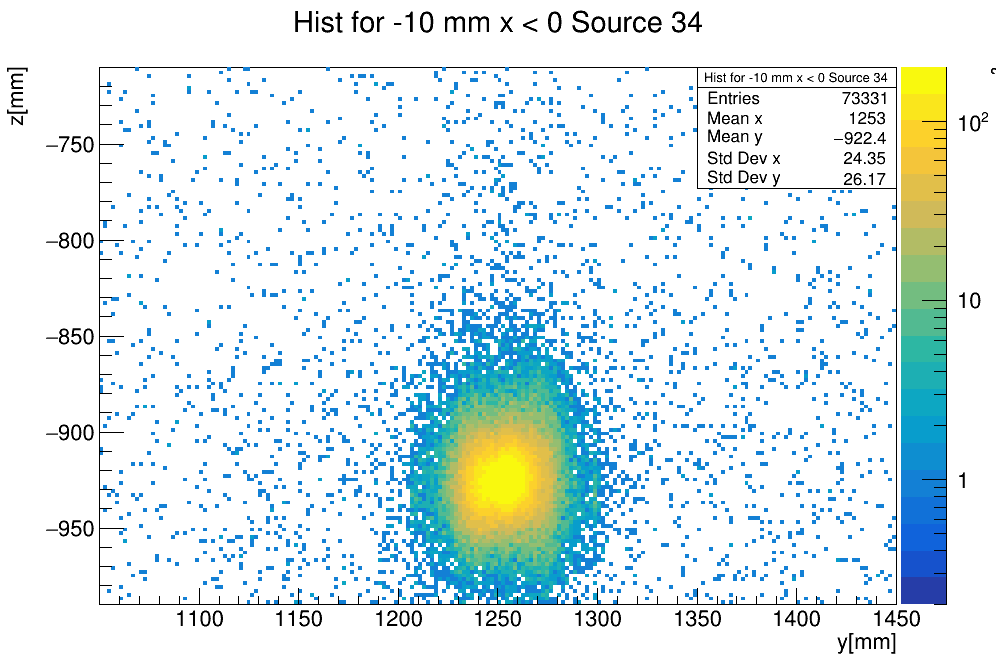 Hist for -10 mm x < 0 Source 34
z[mm]
Hist for -10 mm x < 0 Source 34
Entries 73331
Mean x 1253
Mean y −922.4
Std Dev x 24.35
Std Dev y 26.17
−750
−800
−850
−900
−950
10²
10
1
1100 1150 1200 1250 1300 1350 1400 1450
y[mm]